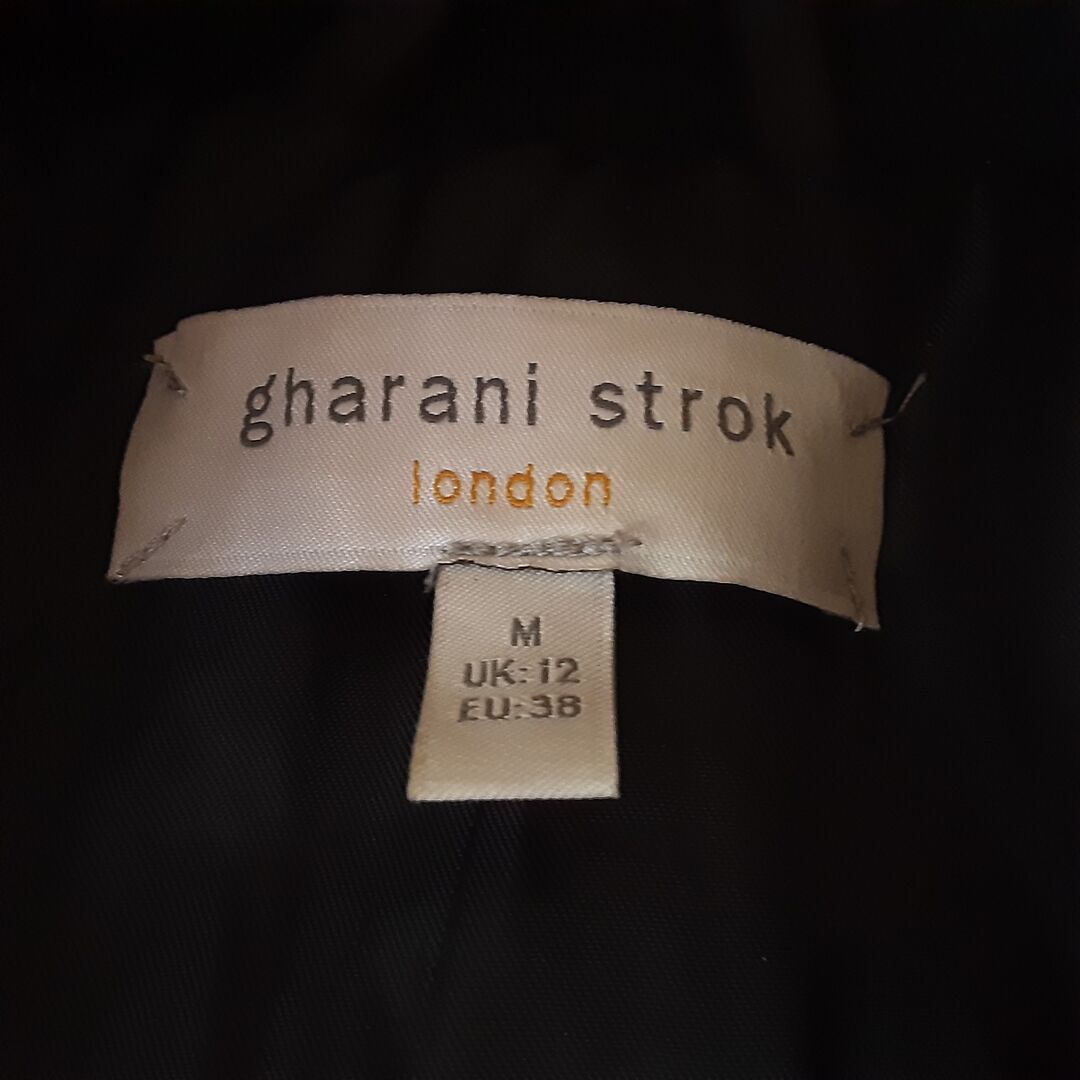 gharani strok
london
M
UK: 12
EU: 38